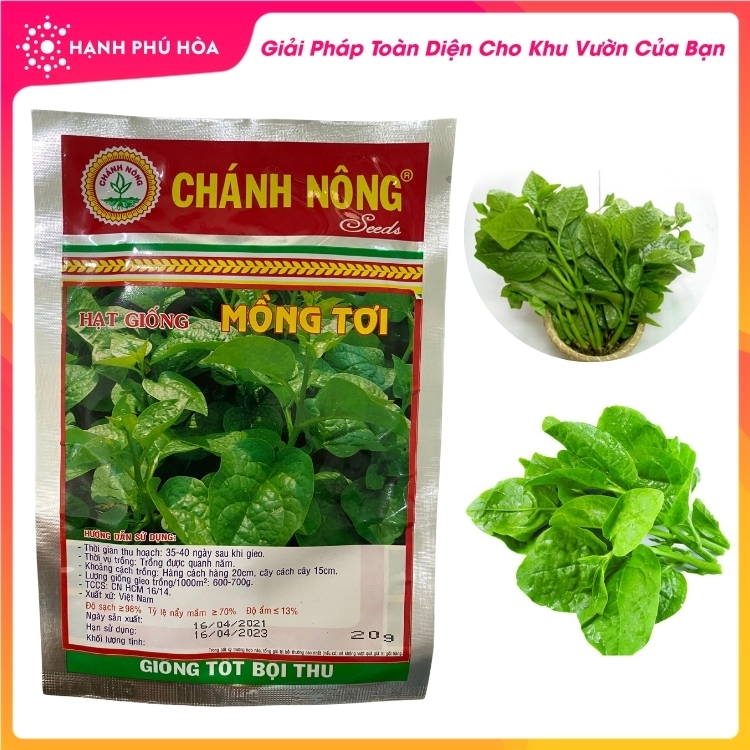 HẠNH PHÚ HÒA
Giải Pháp Toàn Diện Cho Khu Vườn Của Bạn
CHÁNH NÔNG
CHÁNH NÔNG®
Seeds
HẠT GIỐNG MỒNG TƠI
HƯỚNG DẪN SỬ DỤNG:
- Thời gian thu hoạch: 35-40 ngày sau khi gieo.
- Thời vụ trồng: Trồng được quanh năm.
- Khoảng cách trồng: Hàng cách hàng 20cm, cây cách cây 15cm.
- Lượng giống gieo trồng/1000m²: 600-700g.
- TCCS: CN HCM 16/14.
- Xuất xứ: Việt Nam
Độ sạch ≥98% Tỷ lệ nẩy mầm ≥70% Độ ẩm ≤13%
Ngày sản xuất: 16/04/2021
Hạn sử dụng: 16/04/2023
Khối lượng tịnh: 20g
GIỐNG TỐT BỘI THU